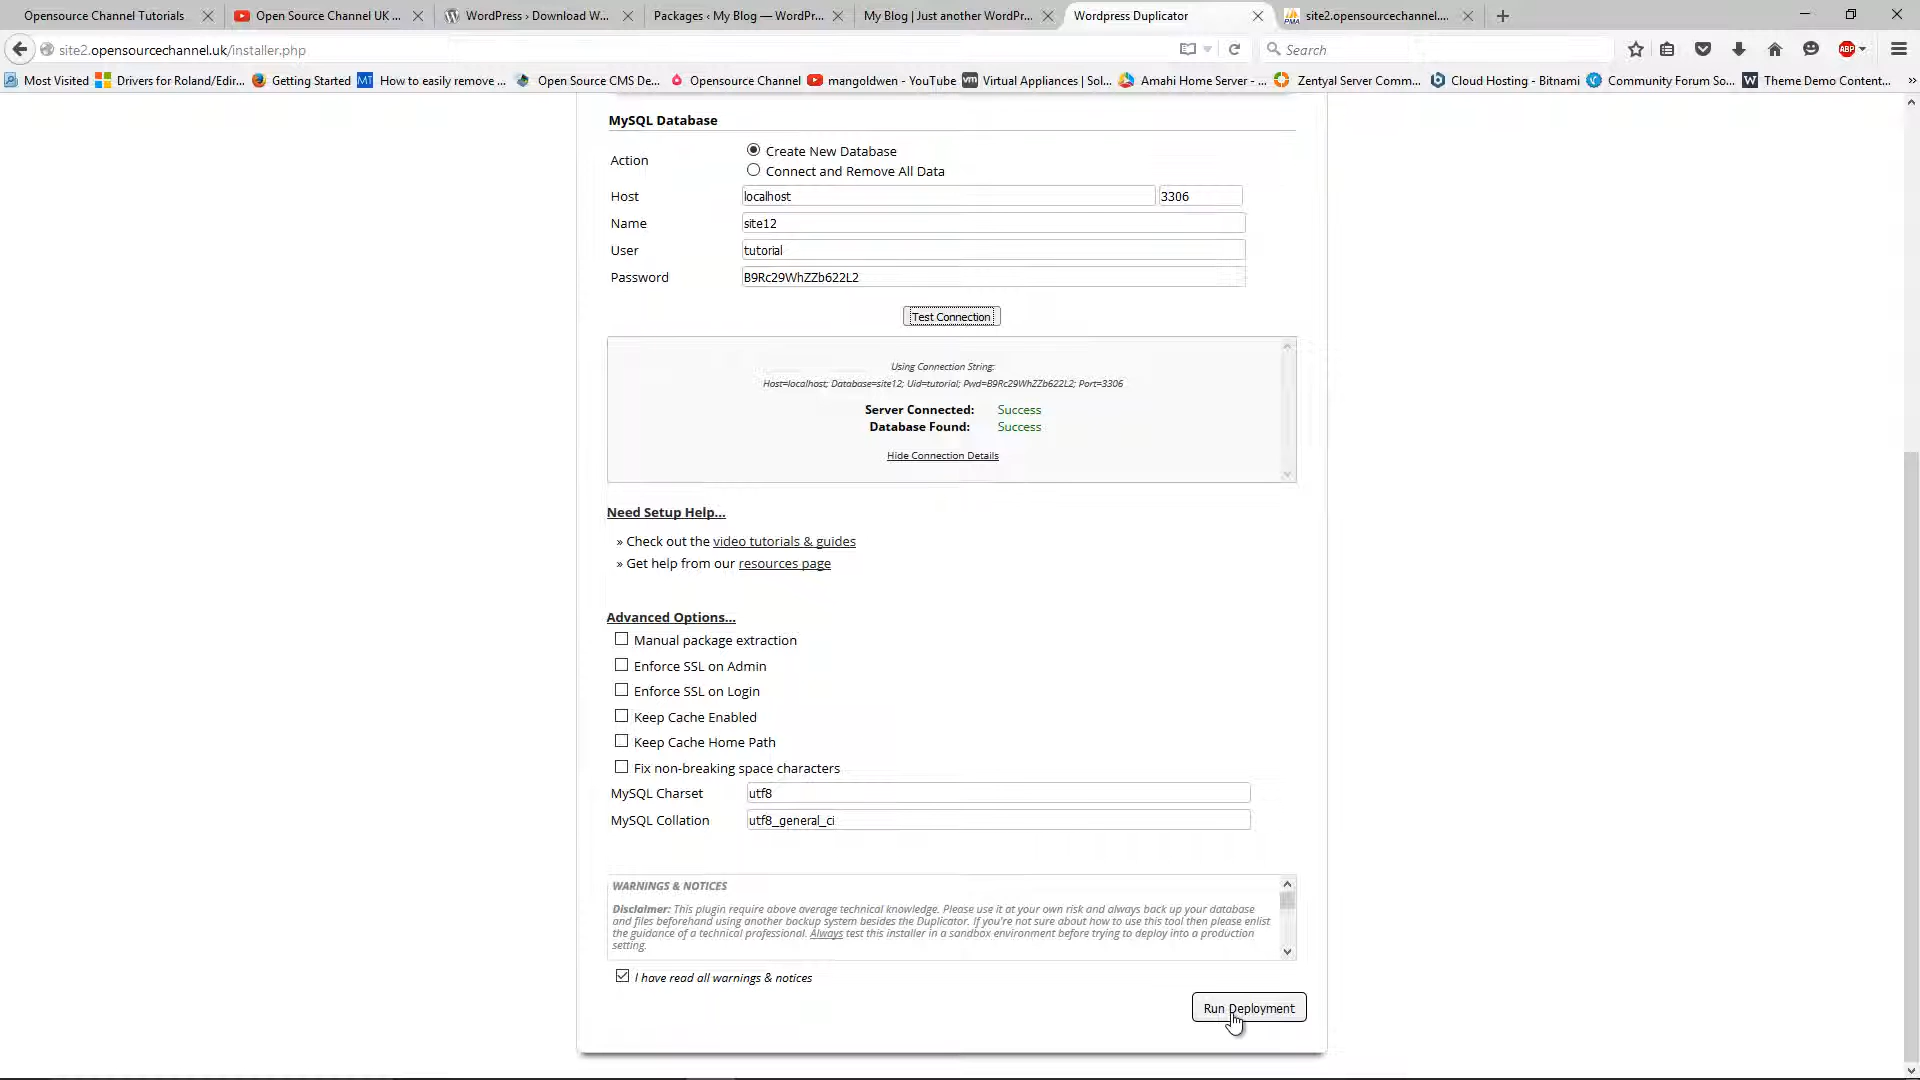 Opensource Channel Tutorials
Open Source Channel UK ...
WordPress › Download W...
Packages ‹ My Blog — WordPr...
My Blog | Just another WordPr...
Wordpress Duplicator
site2.opensourcechannel....
site2.opensourcechannel.uk/installer.php
Search
ABP
Most Visited
Drivers for Roland/Edir...
Getting Started
MT How to easily remove ...
Open Source CMS De...
Opensource Channel
mangoldwen - YouTube
vm Virtual Appliances | Sol...
Amahi Home Server - ...
Zentyal Server Comm...
Cloud Hosting - Bitnami
Community Forum So...
W Theme Demo Content...
MySQL Database
Action
Create New Database
Connect and Remove All Data
Host localhost 3306
Name site12
User tutorial
Password B9Rc29WhZZb622L2
Test Connection
Using Connection String:
Host=localhost; Database=site12; Uid=tutorial; Pwd=B9Rc29WhZZb622L2; Port=3306
Server Connected: Success
Database Found: Success
Hide Connection Details
Need Setup Help...
» Check out the video tutorials & guides
» Get help from our resources page
Advanced Options...
Manual package extraction
Enforce SSL on Admin
Enforce SSL on Login
Keep Cache Enabled
Keep Cache Home Path
Fix non-breaking space characters
MySQL Charset utf8
MySQL Collation utf8_general_ci
WARNINGS & NOTICES
Disclaimer: This plugin require above average technical knowledge. Please use it at your own risk and always back up your database
and files beforehand using another backup system besides the Duplicator. If you're not sure about how to use this tool then please enlist
the guidance of a technical professional. Always test this installer in a sandbox environment before trying to deploy into a production
setting.
I have read all warnings & notices
Run Deployment